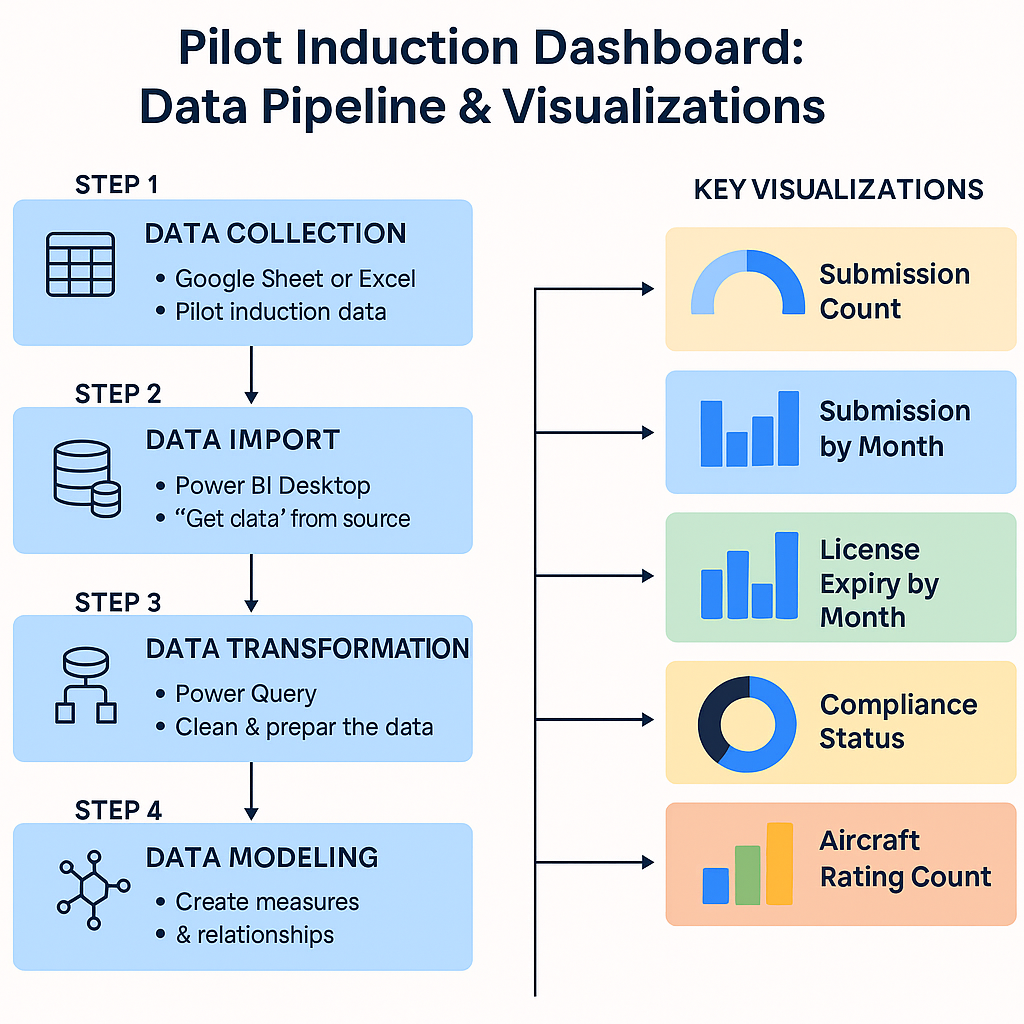 Pilot Induction Dashboard:
Data Pipeline & Visualizations
STEP 1
DATA COLLECTION
• Google Sheet or Excel
• Pilot induction data
STEP 2
DATA IMPORT
• Power BI Desktop
• “Get data’ from source
STEP 3
DATA TRANSFORMATION
• Power Query
• Clean & prepar the data
STEP 4
DATA MODELING
• Create measures
• & relationships
KEY VISUALIZATIONS
Submission
Count
Submission
by Month
License
Expiry by
Month
Compliance
Status
Aircraft
Rating Count